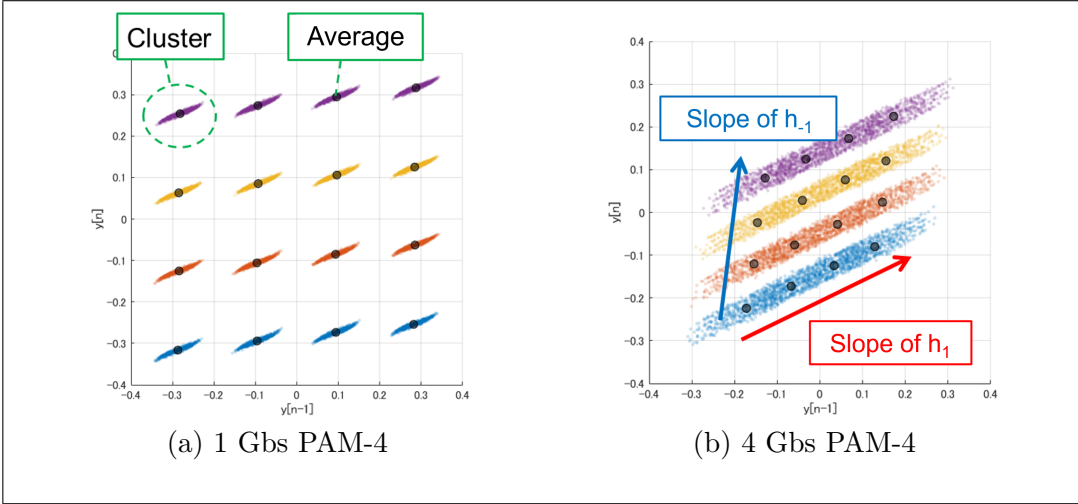 Cluster
Average
0.3
0.2
0.1
0
−0.1
−0.2
−0.3
−0.4
y[n]
−0.4 −0.3 −0.2 −0.1 0 0.1 0.2 0.3 0.4
y[n−1]
(a) 1 Gbs PAM-4
0.4
0.3
0.2
0.1
0
−0.1
−0.2
−0.3
−0.4
y[n]
Slope of h-1
Slope of h1
−0.4 −0.3 −0.2 −0.1 0 0.1 0.2 0.3 0.4
y[n−1]
(b) 4 Gbs PAM-4